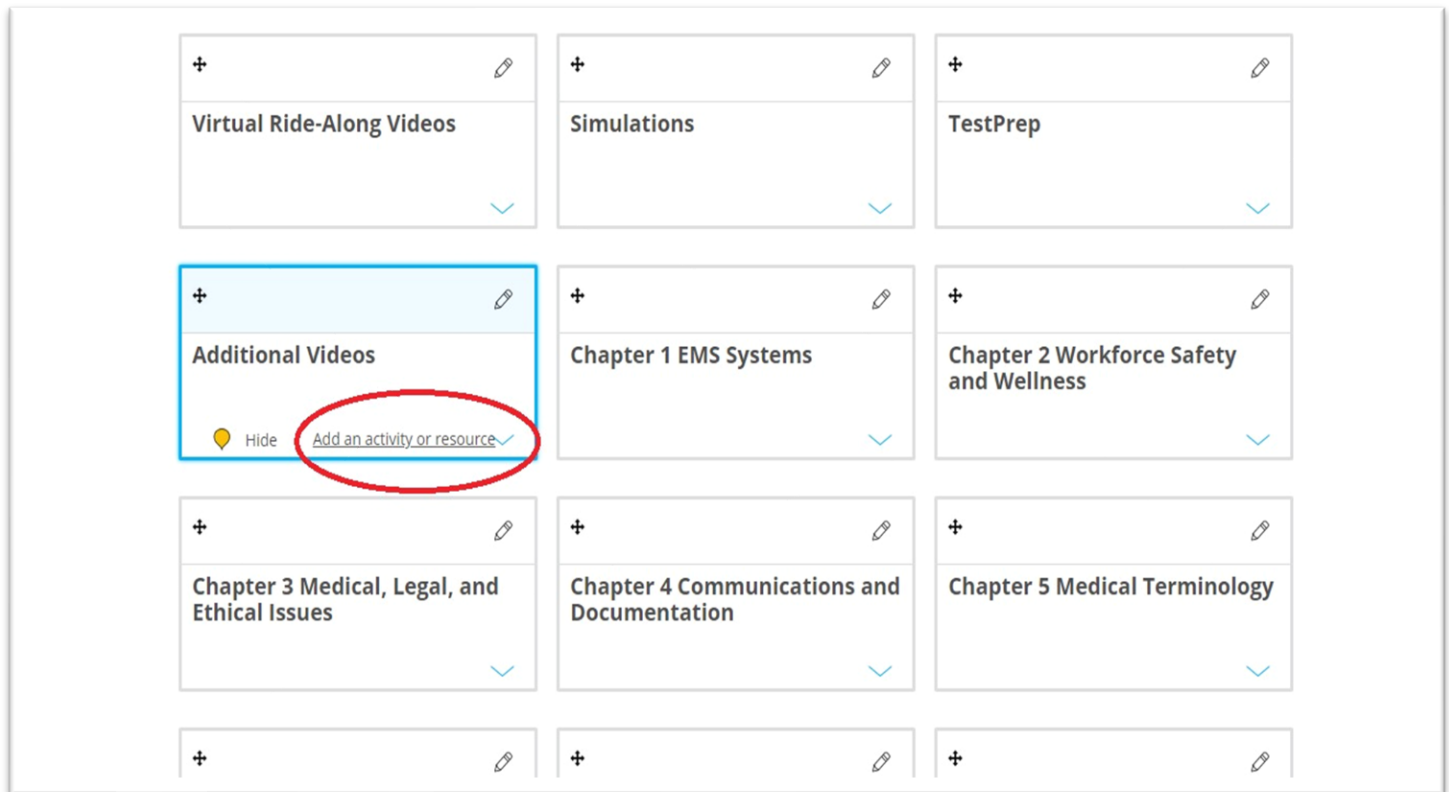 Virtual Ride-Along Videos
Simulations
TestPrep
Additional Videos
Hide
Add an activity or resource
Chapter 1 EMS Systems
Chapter 2 Workforce Safety
and Wellness
Chapter 3 Medical, Legal, and
Ethical Issues
Chapter 4 Communications and
Documentation
Chapter 5 Medical Terminology